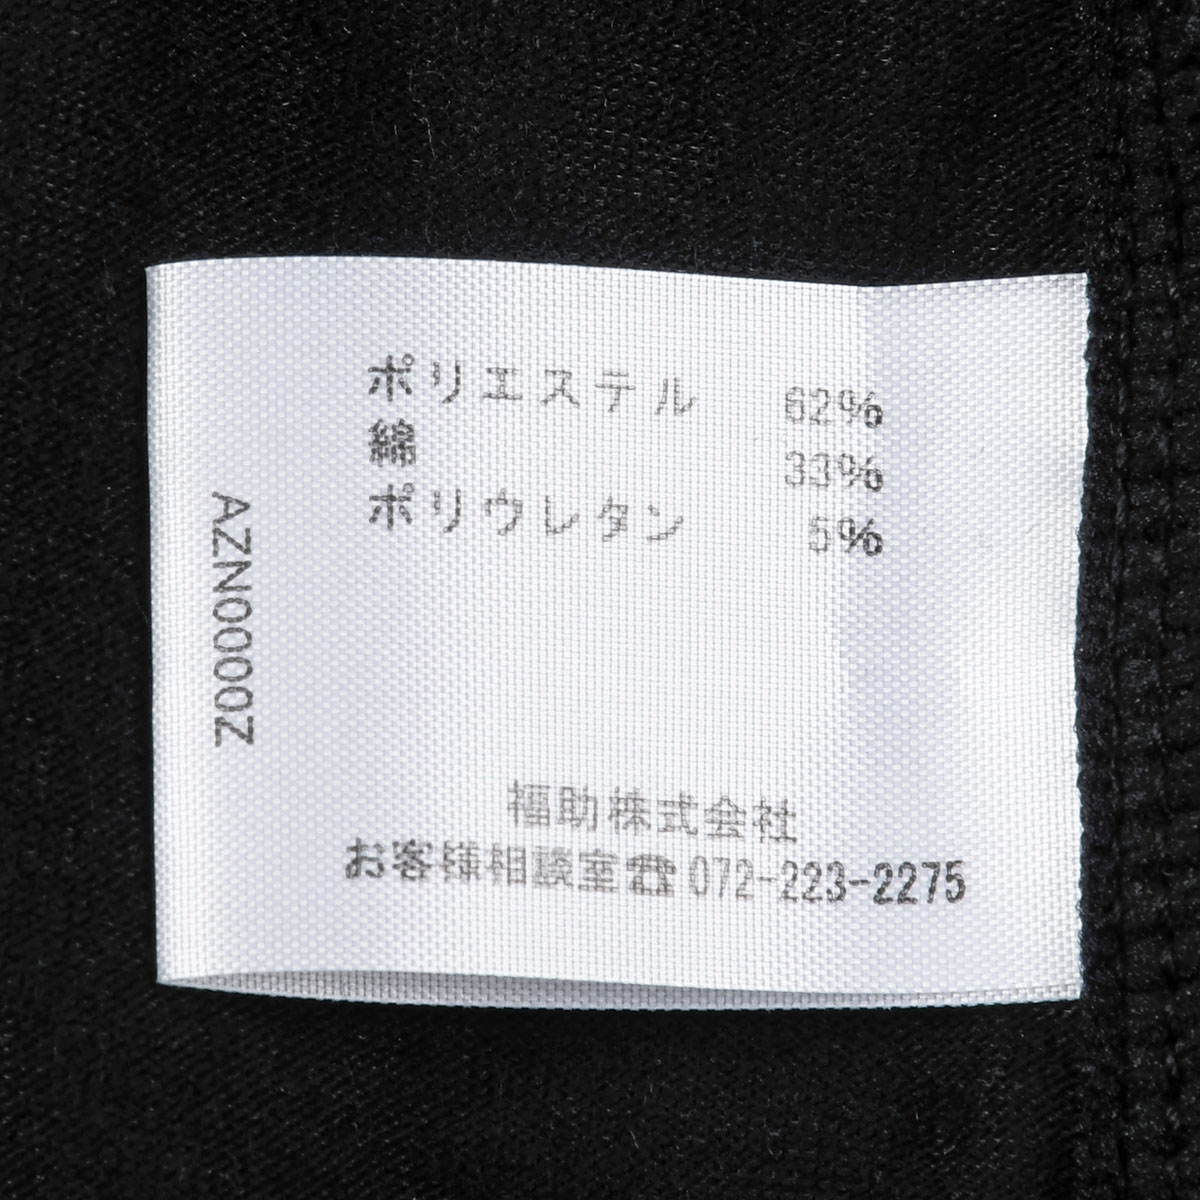 ポリエステル 62%
綿 33%
ポリウレタン 5%
AZN000Z
福助株式会社
お客様相談室☎072-223-2275